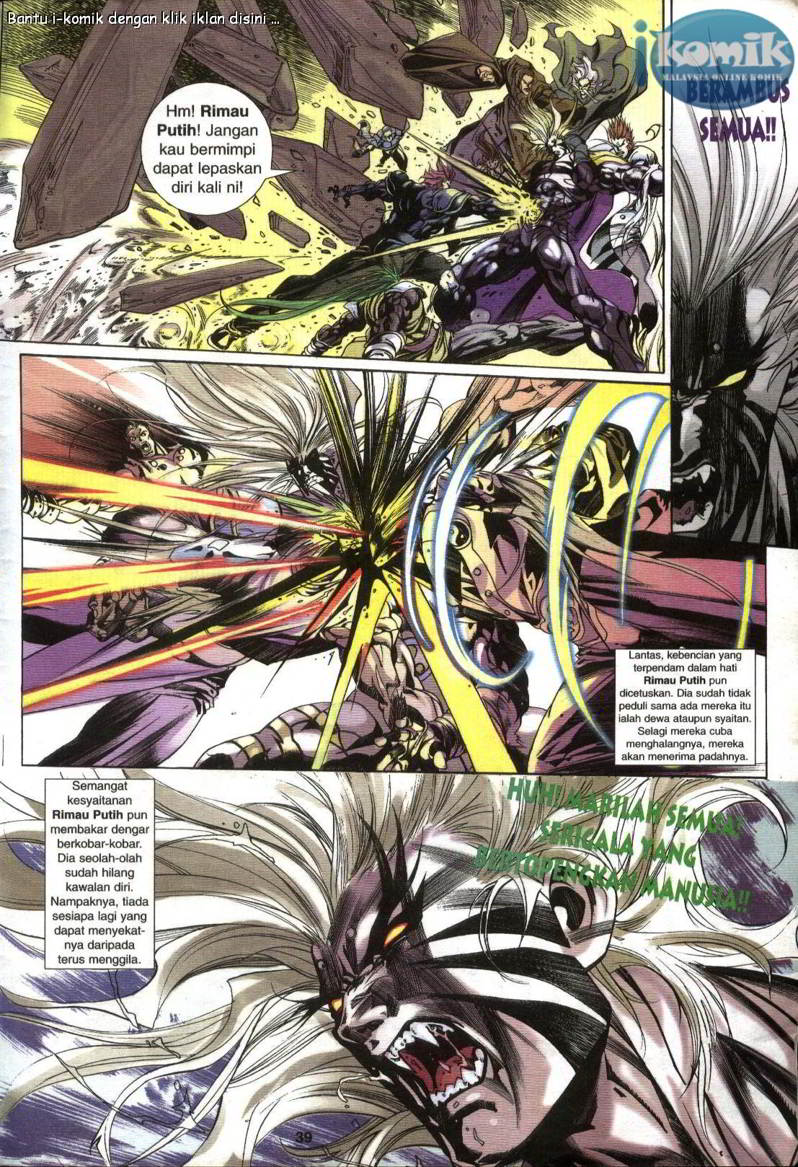 Bantu i-komik dengan klik iklan disini ...
ikomik
MALAYSIA ONLINE KOMIK
Hm! Rimau
Putih! Jangan
kau bermimpi
dapat lepaskan
diri kali ni!
BERAMBUS
SEMUA!!
Lantas, kebencian yang
terpendam dalam hati
Rimau Putih pun
dicetuskan. Dia sudah tidak
peduli sama ada mereka itu
ialah dewa ataupun syaitan.
Selagi mereka cuba
menghalangnya, mereka
akan menerima padahnya.
Semangat
kesyaitanan
Rimau Putih pun
membakar dengan
berkobar-kobar.
Dia seolah-olah
sudah hilang
kawalan diri.
Nampaknya, tiada
sesiapa lagi yang
dapat menyekat-
nya daripada
terus menggila.
HUH! MARILAH SEMUA!
SERIGALA YANG
BERTOPENGKAN MANUSIA!!
39